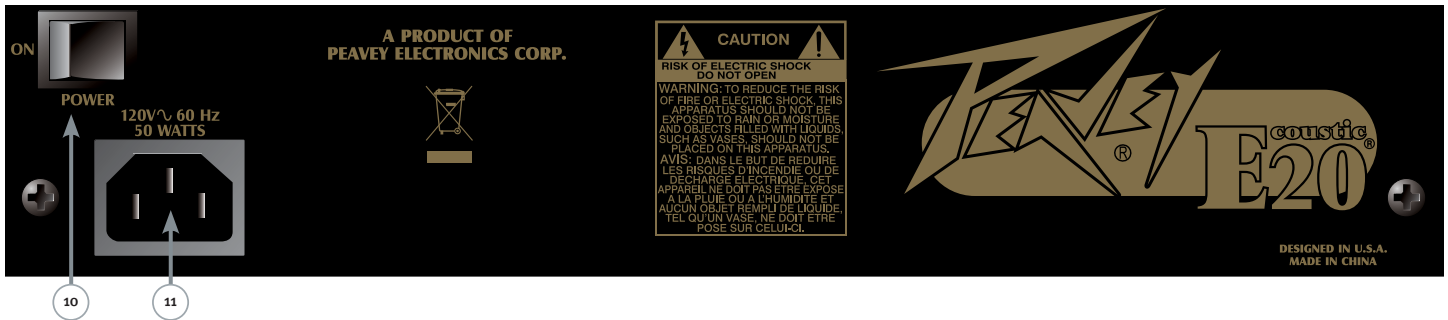 ON
POWER
120V∿ 60 Hz
50 WATTS
10
11
A PRODUCT OF
PEAVEY ELECTRONICS CORP.
CAUTION
RISK OF ELECTRIC SHOCK
DO NOT OPEN
WARNING: TO REDUCE THE RISK
OF FIRE OR ELECTRIC SHOCK, THIS
APPARATUS SHOULD NOT BE
EXPOSED TO RAIN OR MOISTURE
AND OBJECTS FILLED WITH LIQUIDS,
SUCH AS VASES, SHOULD NOT BE
PLACED ON THIS APPARATUS.
AVIS: DANS LE BUT DE REDUIRE
LES RISQUES D'INCENDIE OU DE
DECHARGE ELECTRIQUE, CET
APPAREIL NE DOIT PAS ETRE EXPOSE
A LA PLUIE OU A L'HUMIDITE ET
AUCUN OBJET REMPLI DE LIQUIDE,
TEL QU'UN VASE, NE DOIT ETRE
POSE SUR CELUI-CI.
PEAVEY®
Ecoustic®
E20
DESIGNED IN U.S.A.
MADE IN CHINA